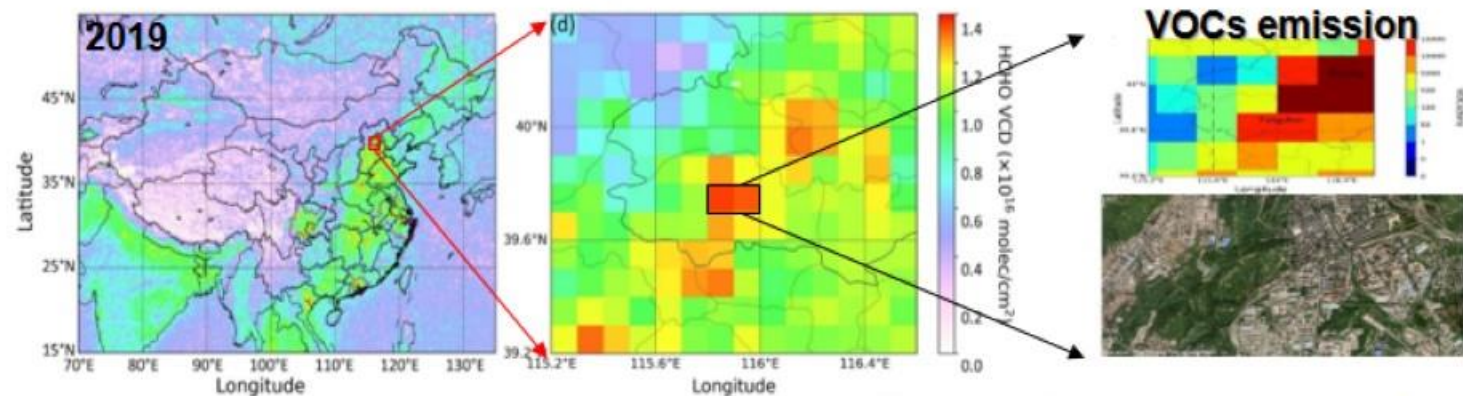 2019
VOCs emission
(d)
45°N
35°N
25°N
15°N
Latitude
70°E
80°E
90°E
100°E
110°E
120°E
130°E
Longitude
40°N
39.6°N
39.2
115.2°E
115.6°E
116°E
116.4°E
Longitude
1.4
1.2
1.0
0.8
0.6
0.4
0.2
0.0
HCHO VCD (×10¹⁶ molec/cm²)
Latitude
Longitude